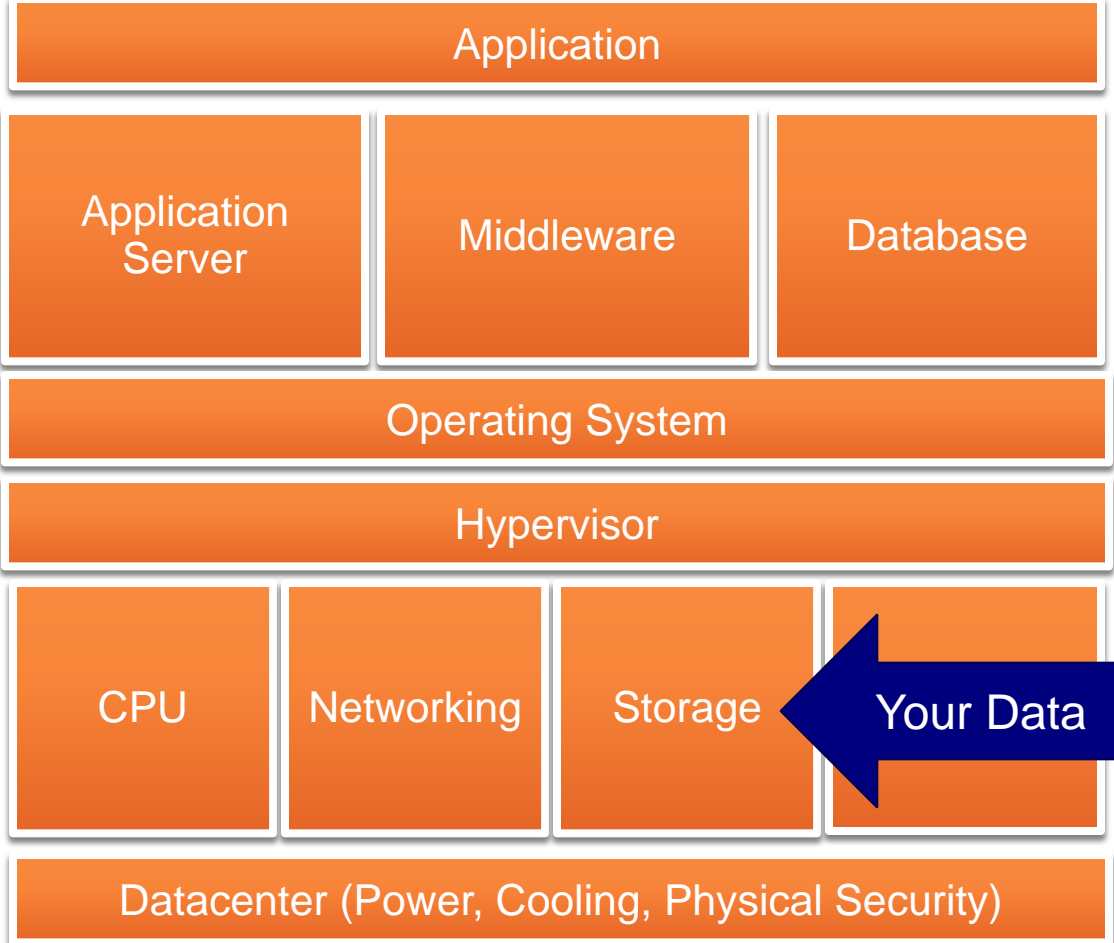 Application
Application
Server
Middleware
Database
Operating System
Hypervisor
CPU
Networking
Storage
Your Data
Datacenter (Power, Cooling, Physical Security)